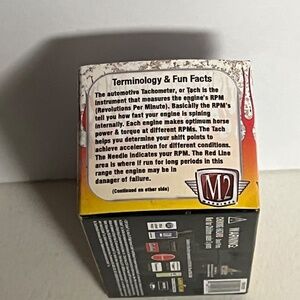 Terminology & Fun Facts
The automotive Tachometer, or Tach is the
instrument that measures the engine's RPM
(Revolutions Per Minute). Basically the RPM's
tell you how fast your engine is spining
internally. Each engine makes optimum horse
power & torque at different RPMs. The Tach
helps you determine your shift points to
achieve acceleration for different conditions.
The Needle indicates your RPM. The Red Line
area is where if run for long periods in this
range the engine may be in
danager of failure.
(Continued on other side)
M2
MACHINES
WARNING:
CHOKING HAZARD